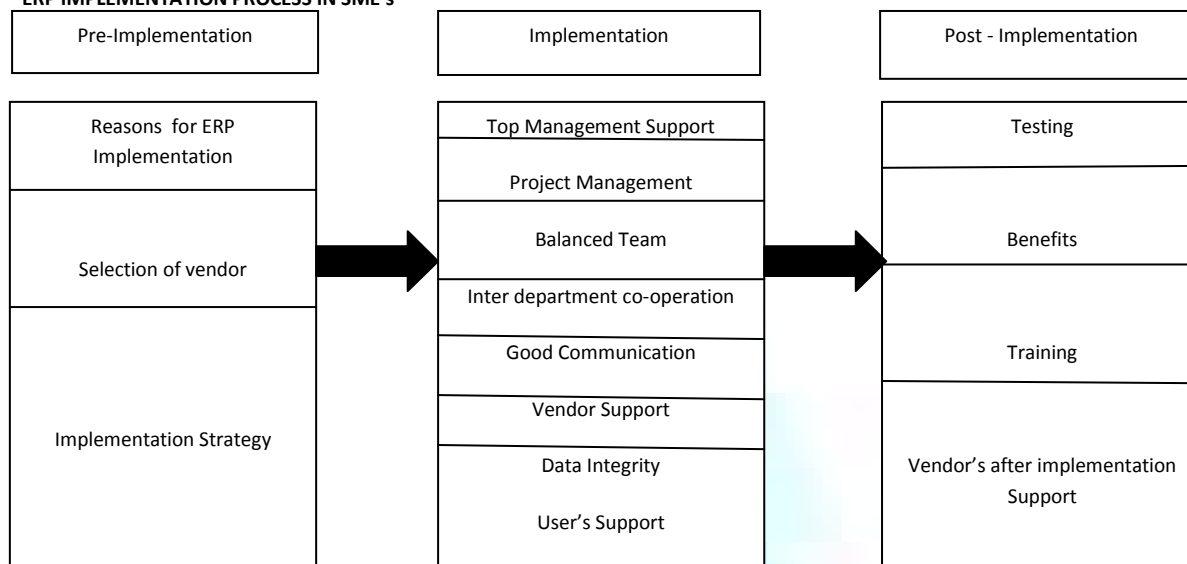 ERP IMPLEMENTATION PROCESS IN SME's
Pre-Implementation
Implementation
Post - Implementation
Reasons for ERP
Implementation
Selection of vendor
Implementation Strategy
Top Management Support
Project Management
Balanced Team
Inter department co-operation
Good Communication
Vendor Support
Data Integrity
User’s Support
Testing
Benefits
Training
Vendor’s after implementation
Support